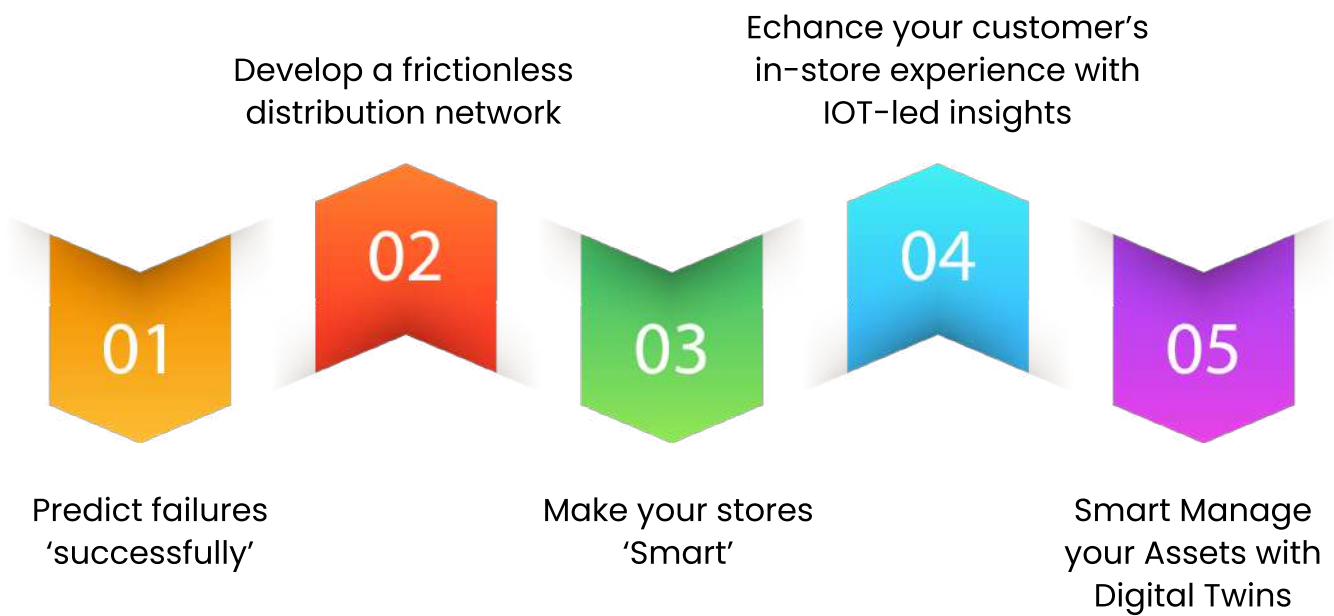 01
Predict failures
‘successfully’
Develop a frictionless
distribution network
02
03
Make your stores
‘Smart’
Echance your customer’s
in-store experience with
IOT-led insights
04
05
Smart Manage
your Assets with
Digital Twins